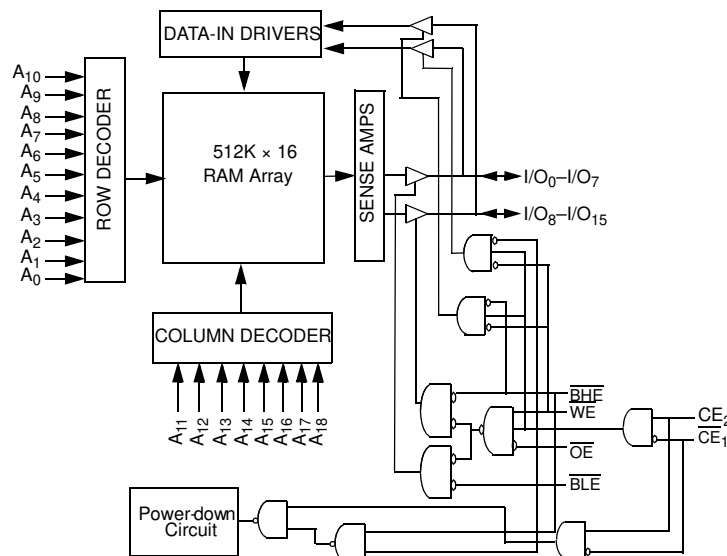 DATA-IN DRIVERS
A10
A9
A8
A7
A6
A5
A4
A3
A2
A1
A0
ROW DECODER
512K × 16
RAM Array
SENSE AMPS
I/O0–I/O7
I/O8–I/O15
COLUMN DECODER
A11
A12
A13
A14
A15
A16
A17
A18
BHE
WE
OE
BLE
CE2
CE1
Power-down
Circuit